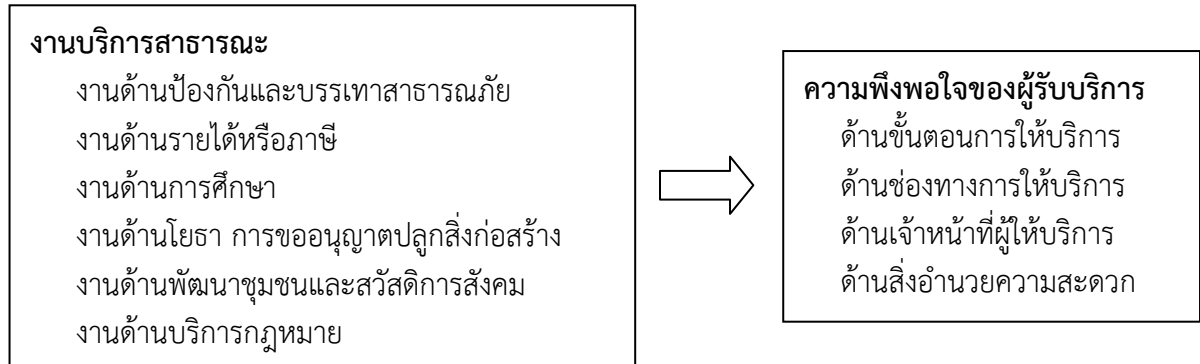 งานบริการสาธารณะ
งานด้านป้องกันและบรรเทาสาธารณภัย
งานด้านรายได้หรือภาษี
งานด้านการศึกษา
งานด้านโยธา การขออนุญาตปลูกสิ่งก่อสร้าง
งานด้านพัฒนาชุมชนและสวัสดิการสังคม
งานด้านบริการกฎหมาย
ความพึงพอใจของผู้รับบริการ
ด้านขั้นตอนการให้บริการ
ด้านช่องทางการให้บริการ
ด้านเจ้าหน้าที่ผู้ให้บริการ
ด้านสิ่งอำนวยความสะดวก